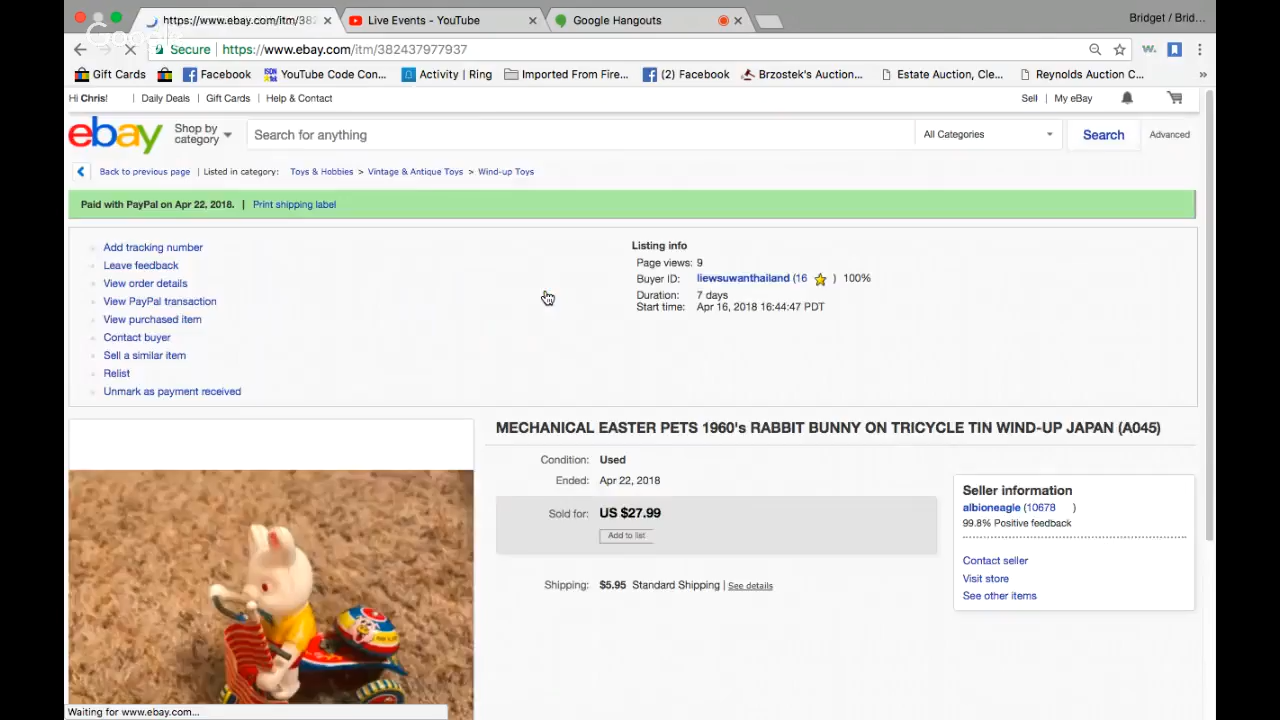 https://www.ebay.com/itm/382
Live Events - YouTube
Google Hangouts
Bridget / Brid...
Google
Secure
https://www.ebay.com/itm/382437977937
Gift Cards
Facebook
YouTube Code Con...
Activity | Ring
Imported From Fire...
(2) Facebook
Brzostek's Auction...
Estate Auction, Cle...
Reynolds Auction C...
»
Hi Chris! | Daily Deals | Gift Cards | Help & Contact
Sell | My eBay
ebay
Shop by category
Search for anything
All Categories
Search
Advanced
Back to previous page | Listed in category: Toys & Hobbies > Vintage & Antique Toys > Wind-up Toys
Paid with PayPal on Apr 22, 2018. | Print shipping label
Add tracking number
Leave feedback
View order details
View PayPal transaction
View purchased item
Contact buyer
Sell a similar item
Relist
Unmark as payment received
Listing info
Page views: 9
Buyer ID: liewsuwanthailand (16 ) 100%
Duration: 7 days
Start time: Apr 16, 2018 16:44:47 PDT
MECHANICAL EASTER PETS 1960's RABBIT BUNNY ON TRICYCLE TIN WIND-UP JAPAN (A045)
Condition: Used
Ended: Apr 22, 2018
Sold for: US $27.99
Add to list
Shipping: $5.95 Standard Shipping | See details
Seller information
albioneagle (10678 )
99.8% Positive feedback
Contact seller
Visit store
See other items
Waiting for www.ebay.com...